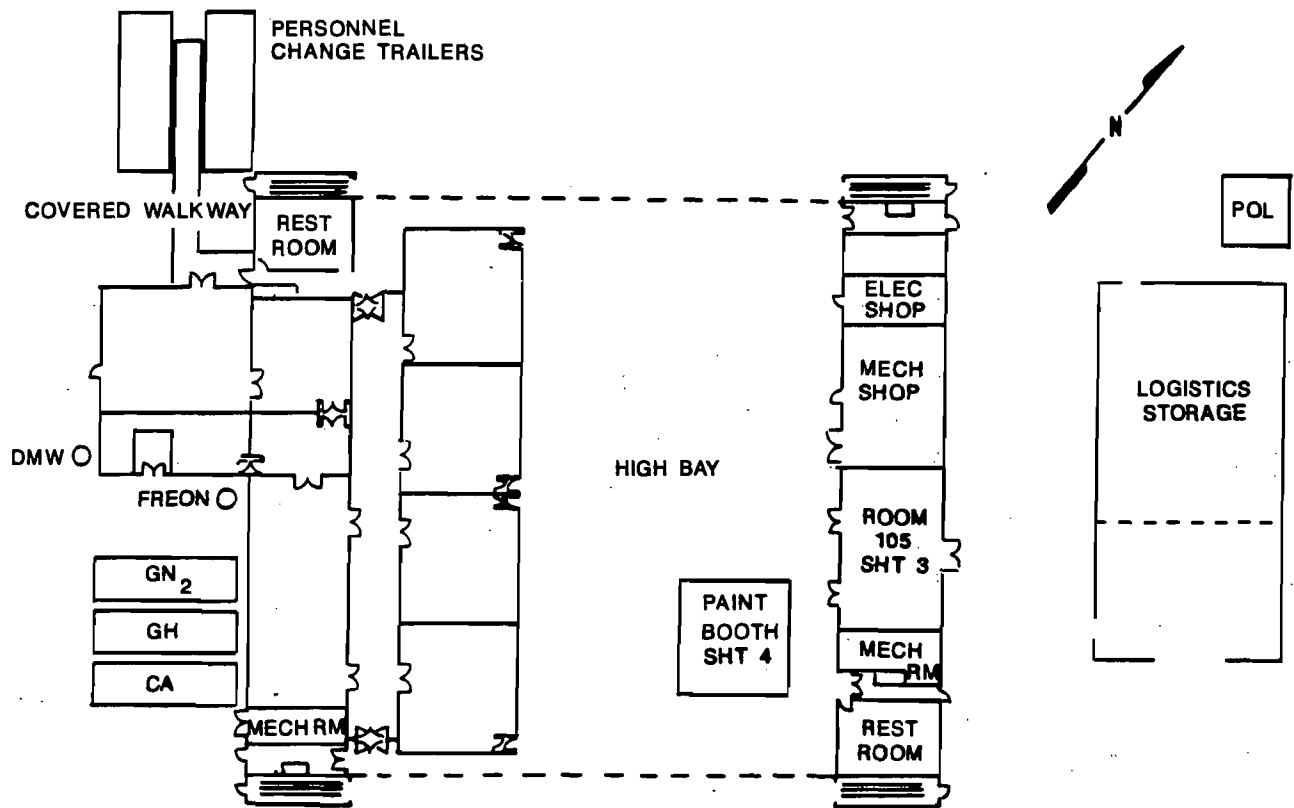 PERSONNEL
CHANGE TRAILERS
N
COVERED WALKWAY
REST
ROOM
POL
ELEC
SHOP
MECH
SHOP
LOGISTICS
STORAGE
DMW
HIGH BAY
FREON
ROOM
105
SHT 3
GN2
PAINT
BOOTH
SHT 4
GH
MECH
RM
CA
MECH RM
REST
ROOM